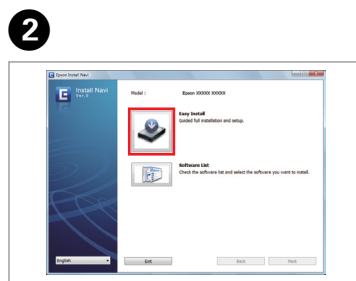 2
Epson Install Navi
Install Navi
Ver.3
Model :
Epson XXXXX XXXXX
Easy Install
Guided full installation and setup.
Software List
Check the software list and select the software you want to install.
English
Exit
Back
Next